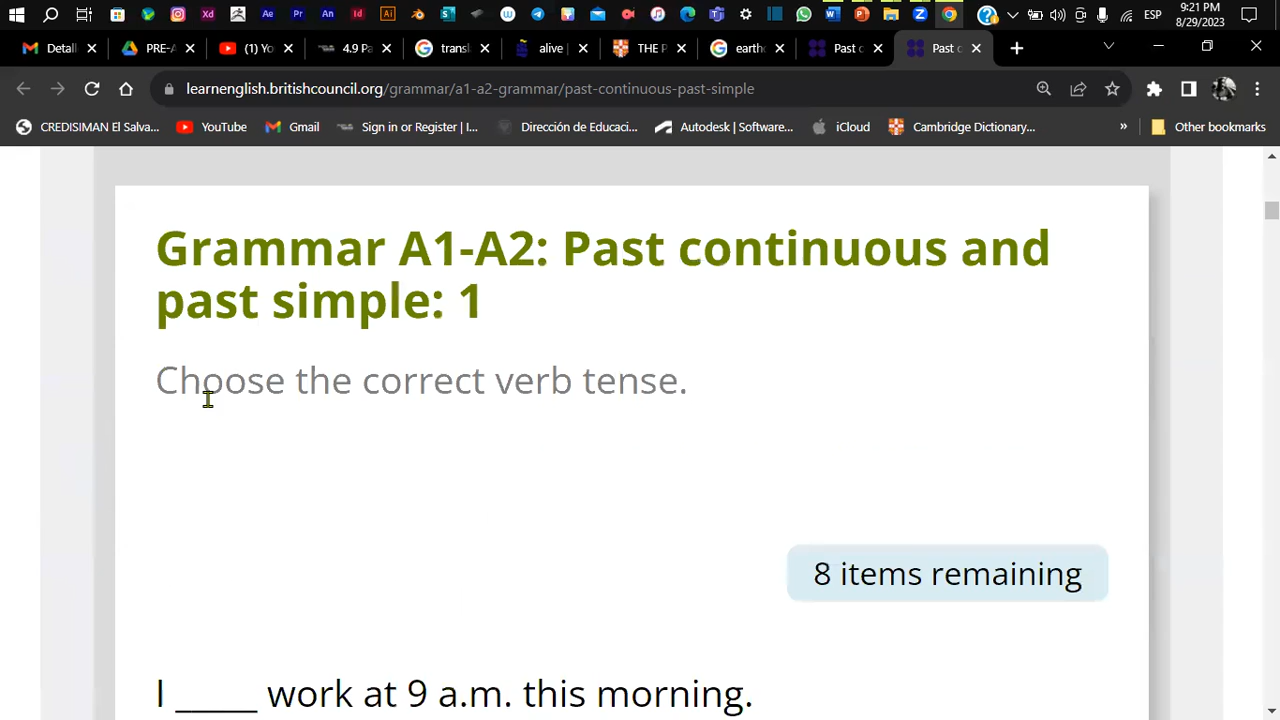 9:21 PM
ESP
8/29/2023
Detall
PRE-A
(1) Yo
4.9 Pa
transl
alive |
THE P
eartho
Past c
Past c
learnenglish.britishcouncil.org/grammar/a1-a2-grammar/past-continuous-past-simple
CREDISIMAN El Salva...
YouTube
Gmail
Sign in or Register | I...
Dirección de Educaci...
Autodesk | Software...
iCloud
Cambridge Dictionary...
»
Other bookmarks
Grammar A1-A2: Past continuous and
past simple: 1
Choose the correct verb tense.
8 items remaining
I _____ work at 9 a.m. this morning.